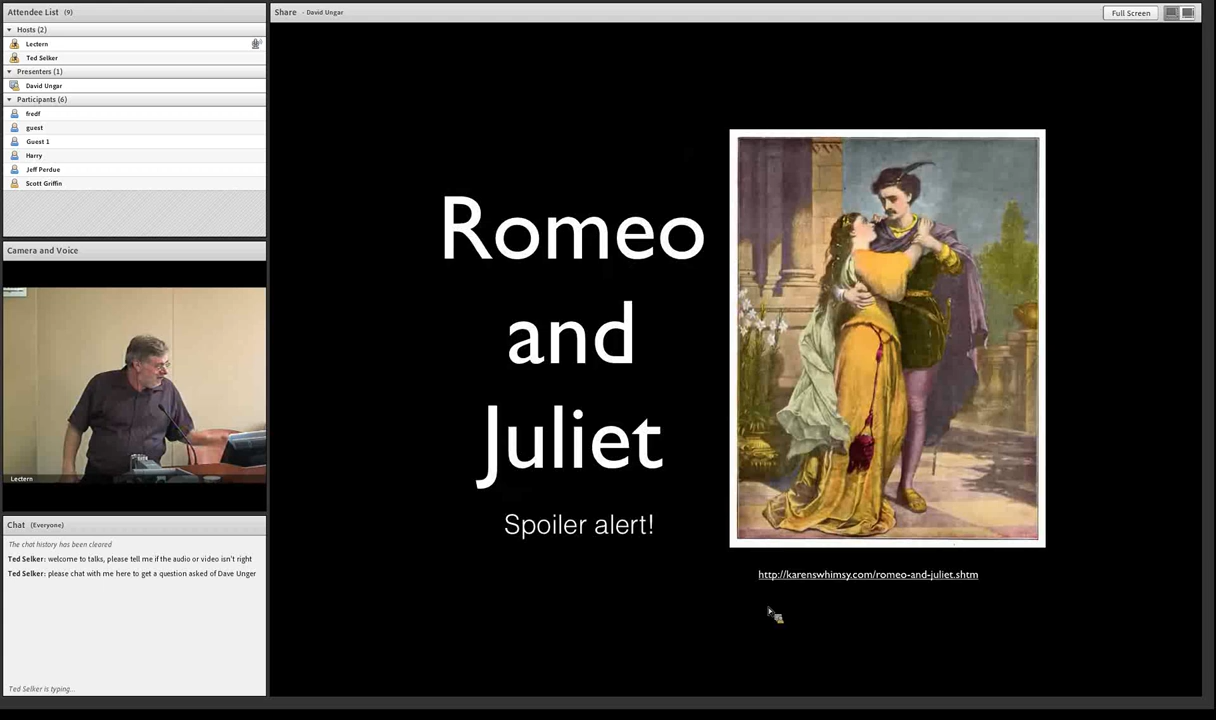 Attendee List (9)
Hosts (2)
Lectern
Ted Selker
Presenters (1)
David Ungar
Participants (6)
fredf
guest
Guest 1
Harry
Jeff Perdue
Scott Griffin
Camera and Voice
Lectern
Chat (Everyone)
The chat history has been cleared
Ted Selker: welcome to talks, please tell me if the audio or video isn't right
Ted Selker: please chat with me here to get a question asked of Dave Unger
Ted Selker is typing...
Share - David Ungar
Full Screen
Romeo
and
Juliet
Spoiler alert!
http://karenswhimsy.com/romeo-and-juliet.shtm